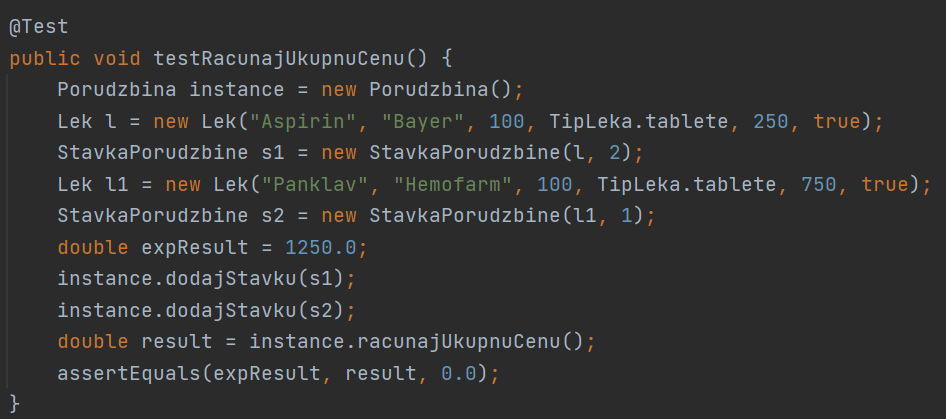 @Test
public void testRacunajUkupnuCenu() {
    Porudzbina instance = new Porudzbina();
    Lek l = new Lek("Aspirin", "Bayer", 100, TipLeka.tablete, 250, true);
    StavkaPorudzbine s1 = new StavkaPorudzbine(l, 2);
    Lek l1 = new Lek("Panklav", "Hemofarm", 100, TipLeka.tablete, 750, true);
    StavkaPorudzbine s2 = new StavkaPorudzbine(l1, 1);
    double expResult = 1250.0;
    instance.dodajStavku(s1);
    instance.dodajStavku(s2);
    double result = instance.racunajUkupnuCenu();
    assertEquals(expResult, result, 0.0);
}